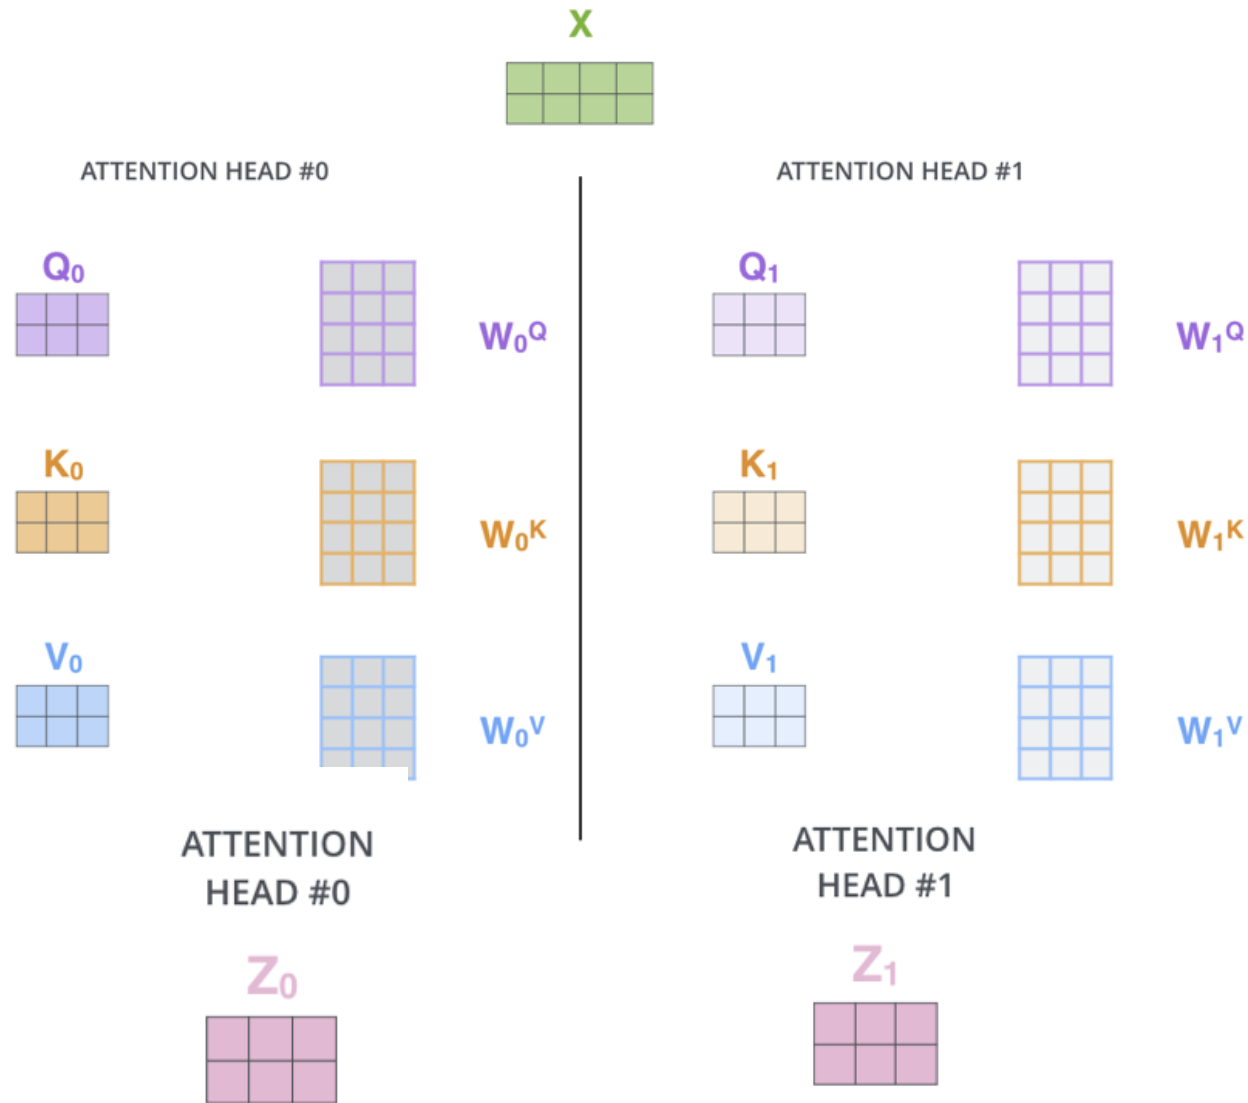 X
ATTENTION HEAD #0
ATTENTION HEAD #1
Q₀
W₀Q
Q₁
W₁Q
K₀
W₀K
K₁
W₁K
V₀
W₀V
V₁
W₁V
ATTENTION
HEAD #0
ATTENTION
HEAD #1
Z₀
Z₁